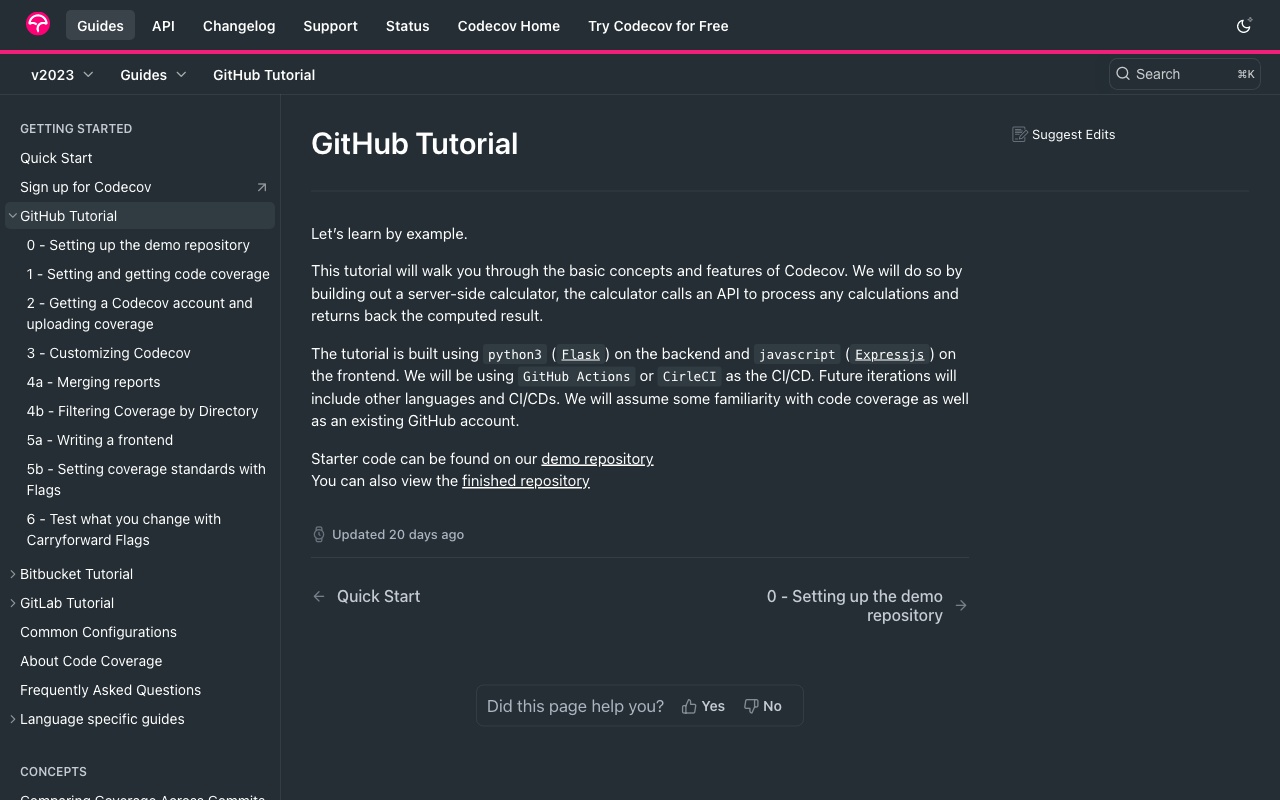 Guides API Changelog Support Status Codecov Home Try Codecov for Free
v2023 Guides GitHub Tutorial Search ⌘K
GETTING STARTED
Quick Start
Sign up for Codecov
GitHub Tutorial
0 - Setting up the demo repository
1 - Setting and getting code coverage
2 - Getting a Codecov account and
uploading coverage
3 - Customizing Codecov
4a - Merging reports
4b - Filtering Coverage by Directory
5a - Writing a frontend
5b - Setting coverage standards with
Flags
6 - Test what you change with
Carryforward Flags
Bitbucket Tutorial
GitLab Tutorial
Common Configurations
About Code Coverage
Frequently Asked Questions
Language specific guides
CONCEPTS
Comparing Coverage Across Commits
GitHub Tutorial
Suggest Edits
Let’s learn by example.
This tutorial will walk you through the basic concepts and features of Codecov. We will do so by
building out a server-side calculator, the calculator calls an API to process any calculations and
returns back the computed result.
The tutorial is built using python3 ( Flask ) on the backend and javascript ( Expressjs ) on
the frontend. We will be using GitHub Actions or CirleCI as the CI/CD. Future iterations will
include other languages and CI/CDs. We will assume some familiarity with code coverage as well
as an existing GitHub account.
Starter code can be found on our demo repository
You can also view the finished repository
Updated 20 days ago
Quick Start
0 - Setting up the demo
repository
Did this page help you? Yes No